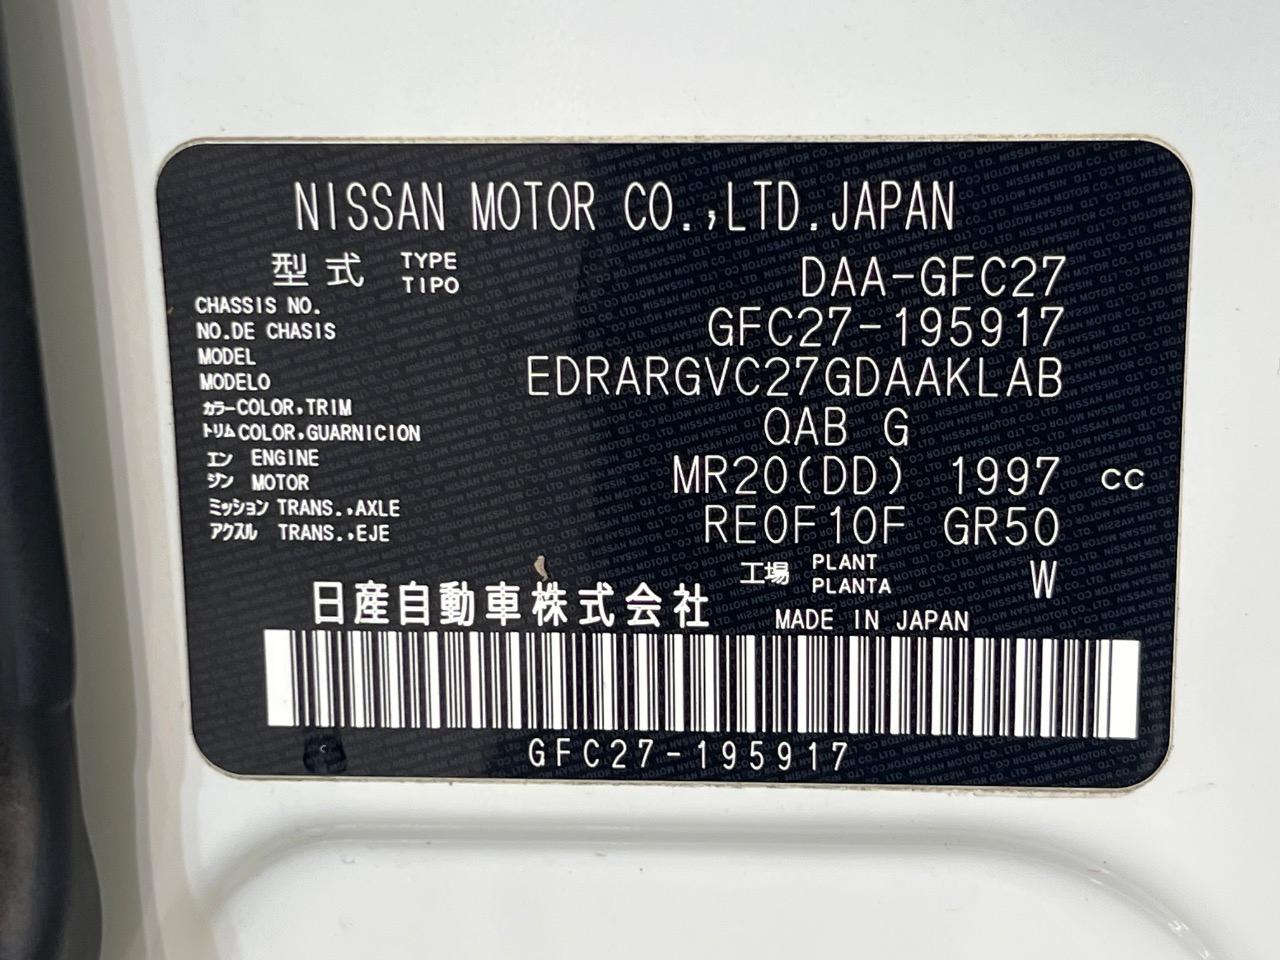 NISSAN MOTOR CO.,LTD.JAPAN
型式 TYPE TIPO DAA-GFC27
CHASSIS NO.
NO.DE CHASIS GFC27-195917
MODEL
MODELO EDRARGVC27GDAAKLAB
カラー COLOR,TRIM
トリム COLOR,GUARNICION QAB G
エン ENGINE
ジン MOTOR MR20(DD) 1997 cc
ミッション TRANS.,AXLE
アクスル TRANS.,EJE RE0F10F GR50
工場 PLANT PLANTA W
日産自動車株式会社 MADE IN JAPAN
GFC27-195917